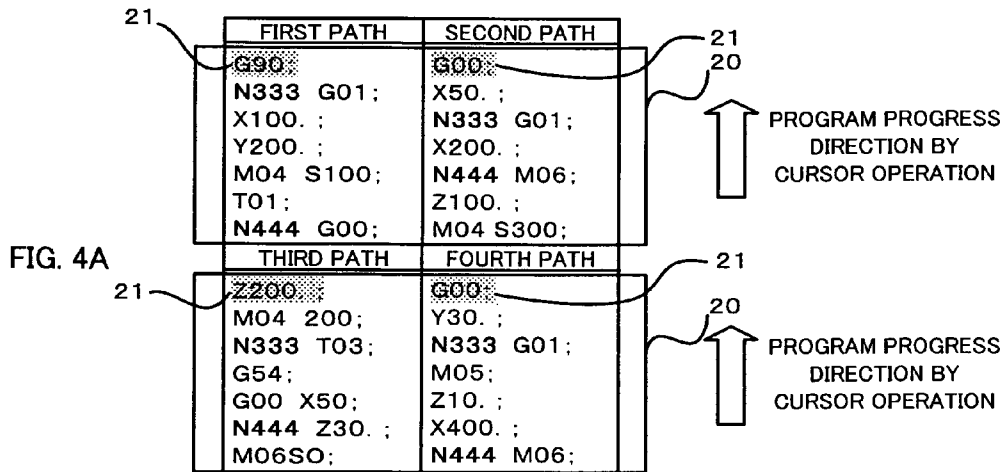 21
FIRST PATH
SECOND PATH
21
20
G90;
N333 G01;
X100. ;
Y200. ;
M04 S100;
T01;
N444 G00;
G00;
X50. ;
N333 G01;
X200. ;
N444 M06;
Z100. ;
M04 S300;
PROGRAM PROGRESS
DIRECTION BY
CURSOR OPERATION
FIG. 4A
THIRD PATH
FOURTH PATH
21
21
20
Z200. ;
M04 200;
N333 T03;
G54;
G00 X50;
N444 Z30. ;
M06SO;
G00;
Y30. ;
N333 G01;
M05;
Z10. ;
X400. ;
N444 M06;
PROGRAM PROGRESS
DIRECTION BY
CURSOR OPERATION